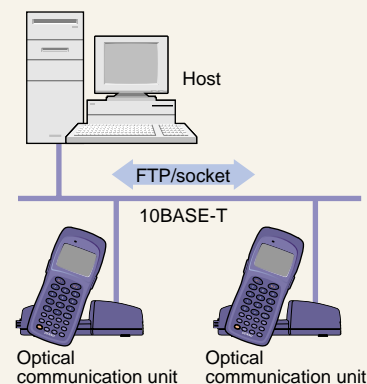 Host
FTP/socket
10BASE-T
Optical
communication unit
Optical
communication unit